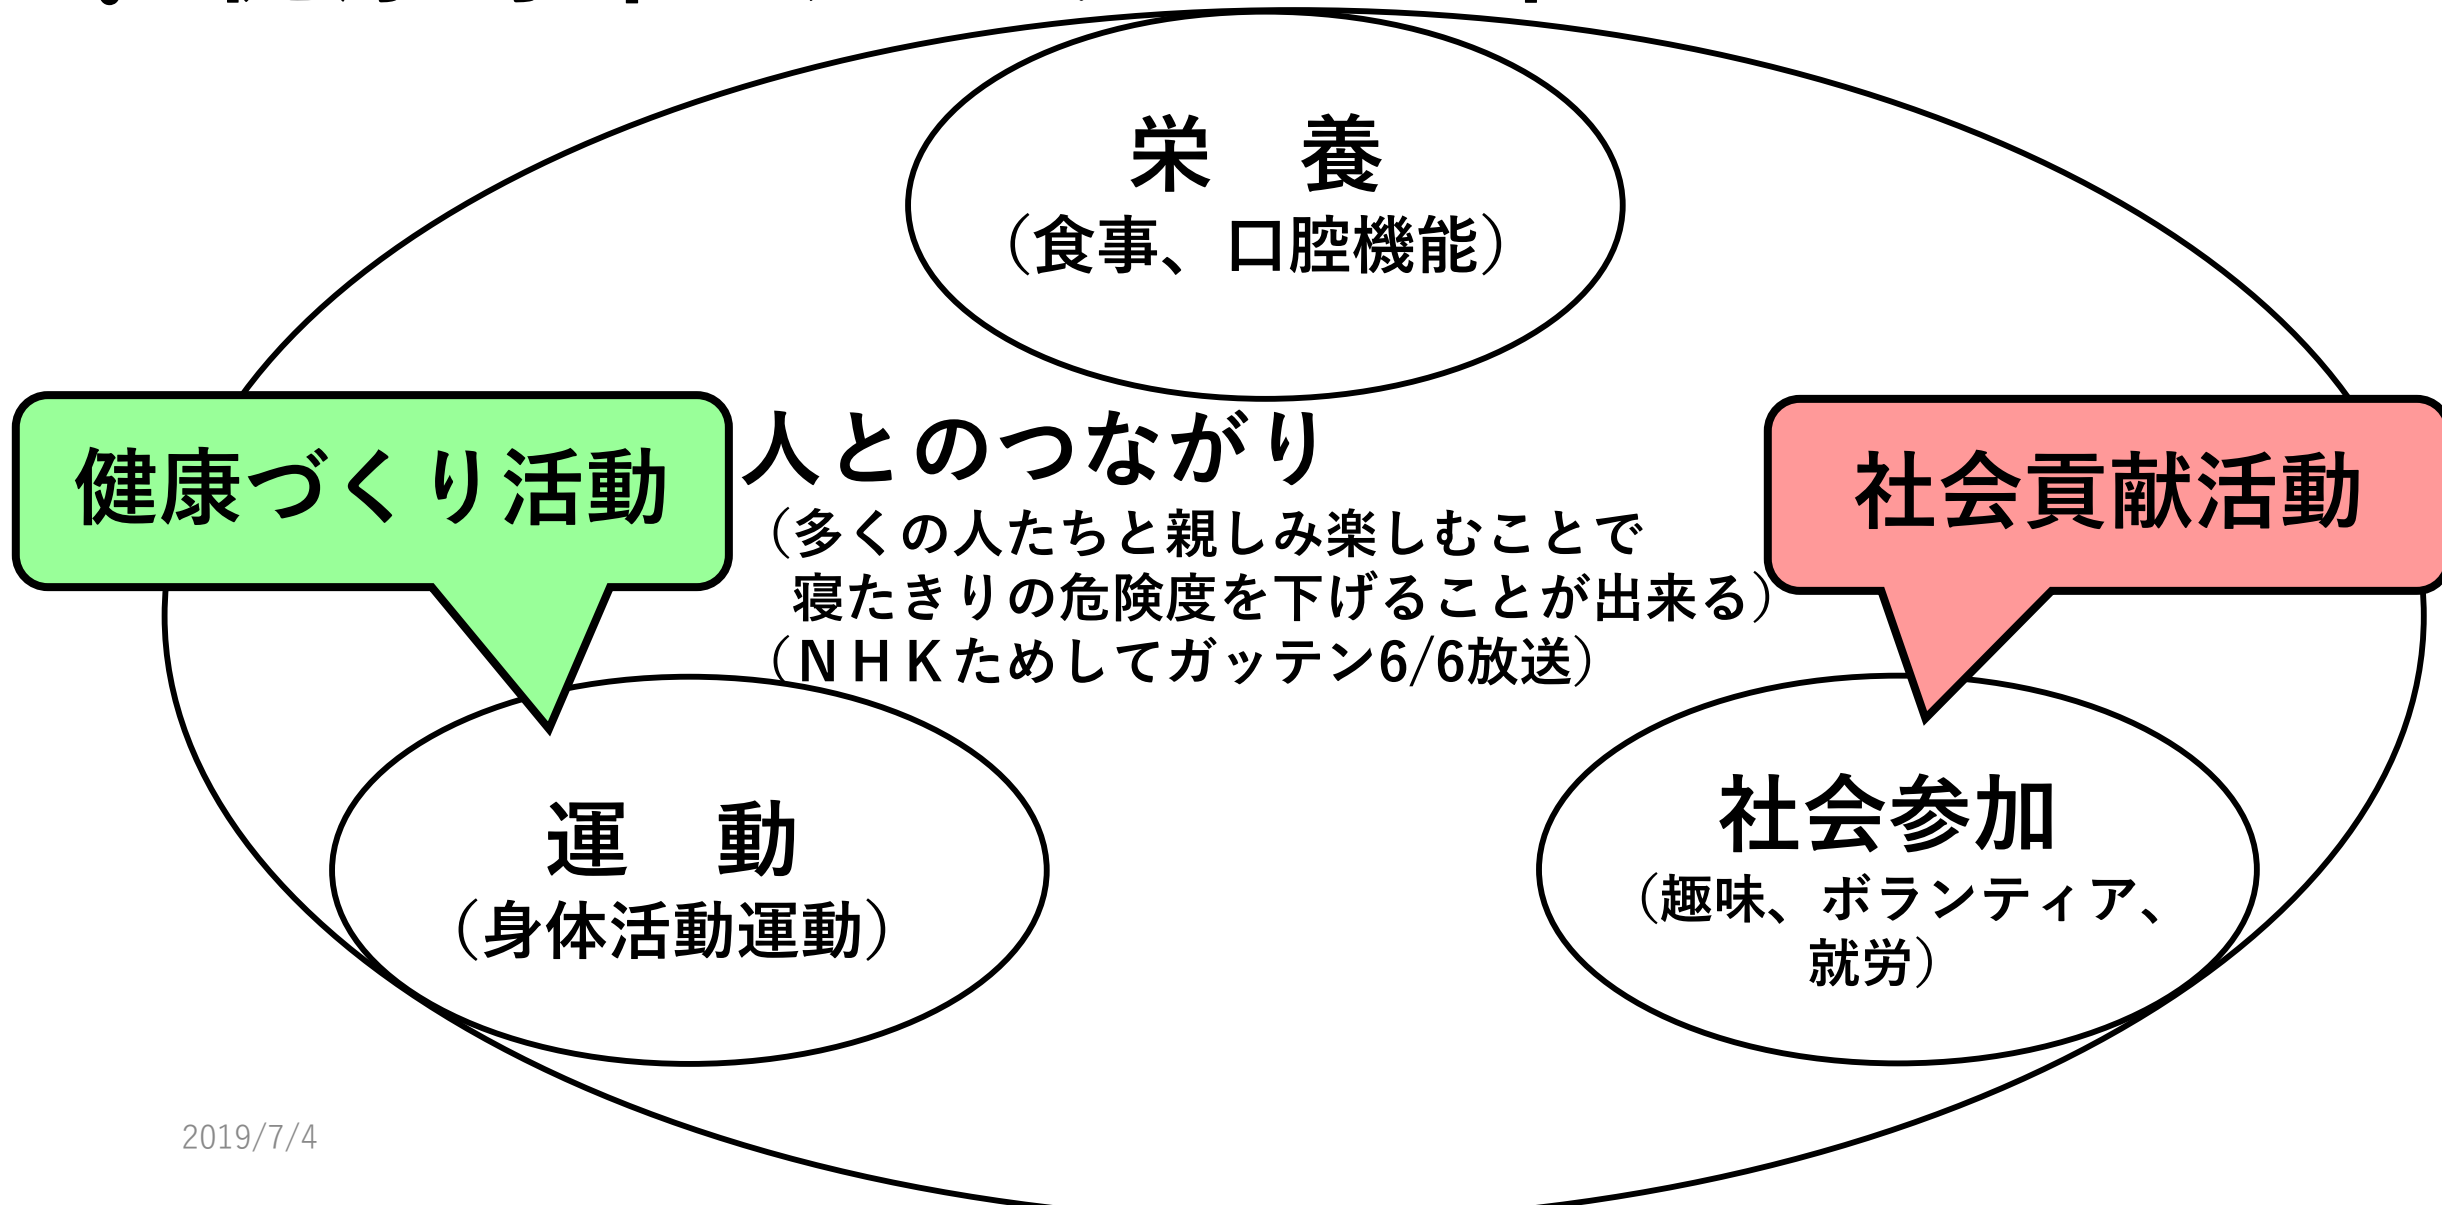 栄　養
（食事、口腔機能）
健康づくり活動
人とのつながり
（多くの人たちと親しみ楽しむことで
寝たきりの危険度を下げることが出来る）
（ＮＨＫためしてガッテン6/6放送）
社会貢献活動
運　動
（身体活動運動）
社会参加
（趣味、ボランティア、
就労）
2019/7/4